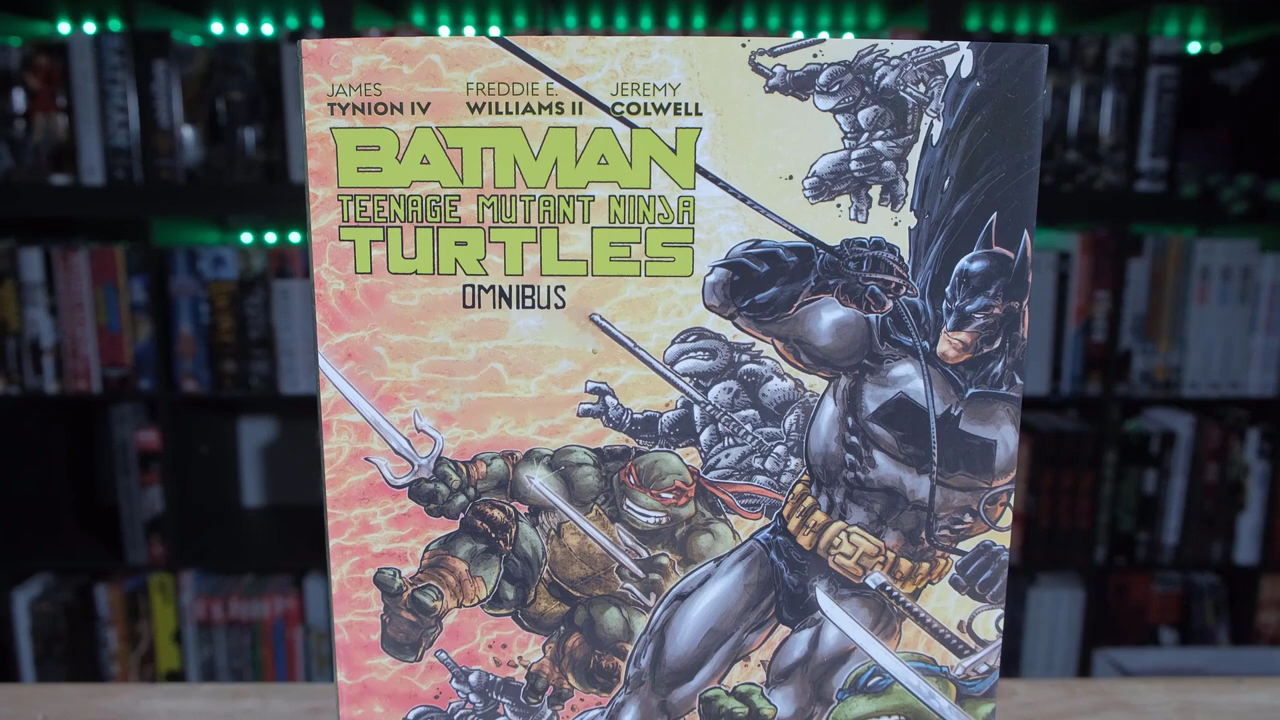 JAMES FREDDIE E. JEREMY
TYNION IV WILLIAMS II COLWELL
BATMAN
TEENAGE MUTANT NINJA
TURTLES
OMNIBUS